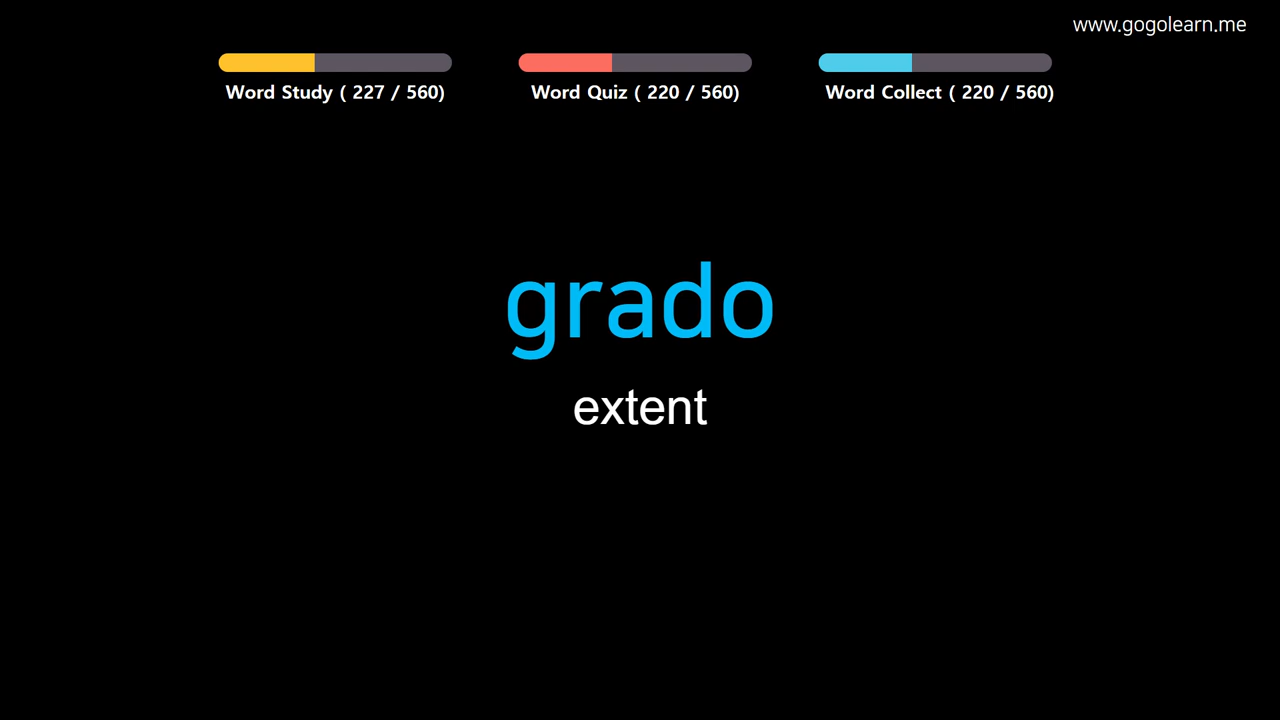 www.gogolearn.me
Word Study ( 227 / 560)
Word Quiz ( 220 / 560)
Word Collect ( 220 / 560)
grado
extent